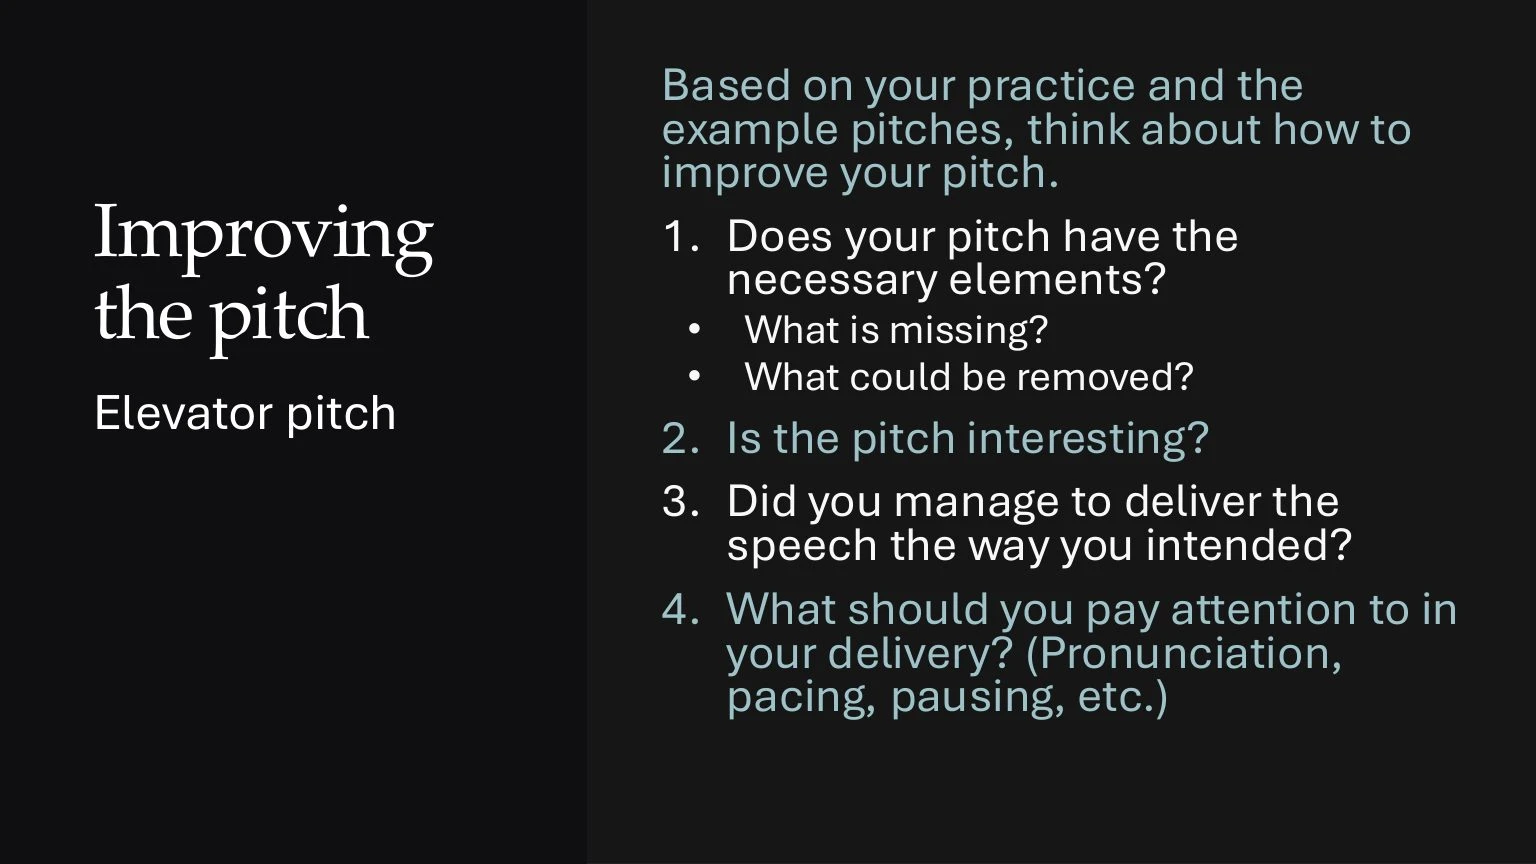 Improving
the pitch
Elevator pitch
Based on your practice and the
example pitches, think about how to
improve your pitch.
1. Does your pitch have the
necessary elements?
• What is missing?
• What could be removed?
2. Is the pitch interesting?
3. Did you manage to deliver the
speech the way you intended?
4. What should you pay attention to in
your delivery? (Pronunciation,
pacing, pausing, etc.)